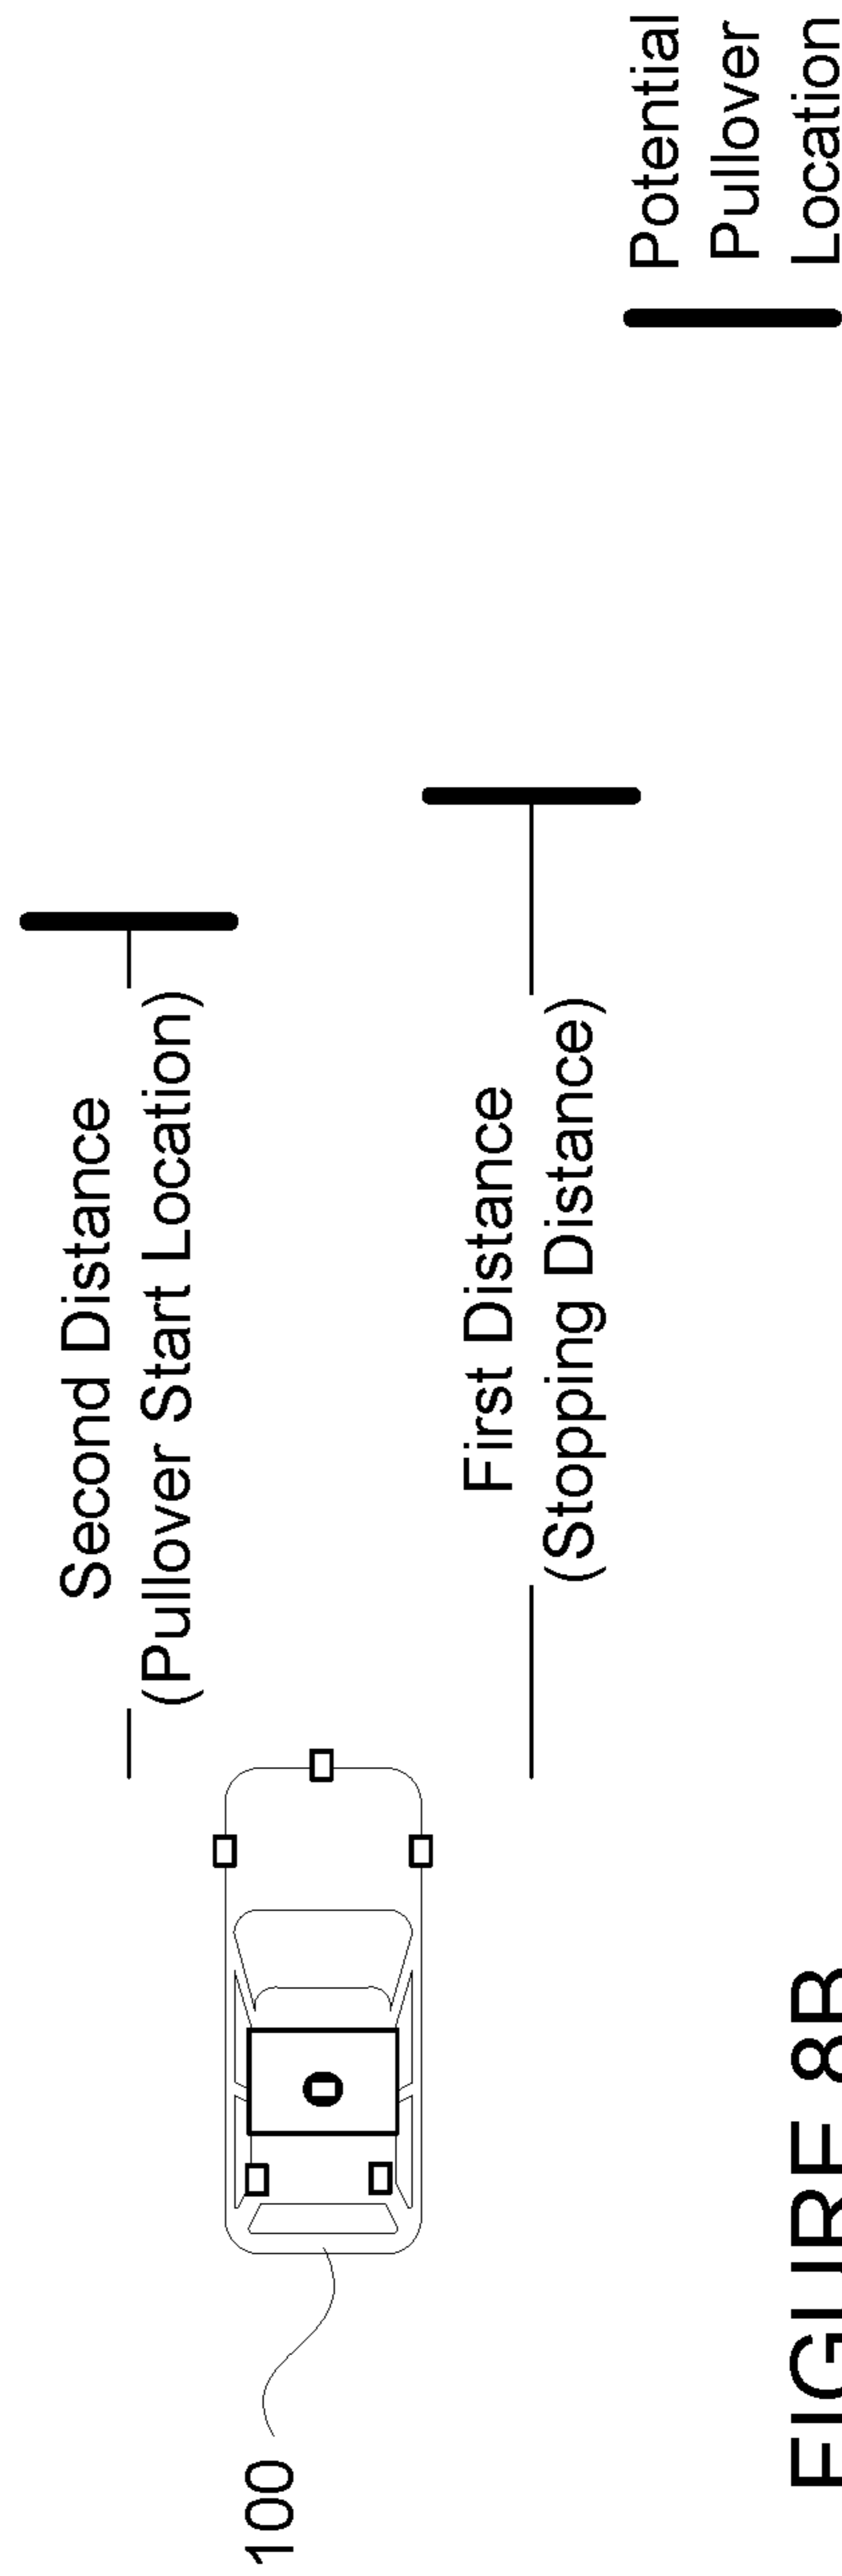 Second Distance
(Pullover Start Location)
First Distance
(Stopping Distance)
Potential
Pullover
Location
100
FIGURE 8B